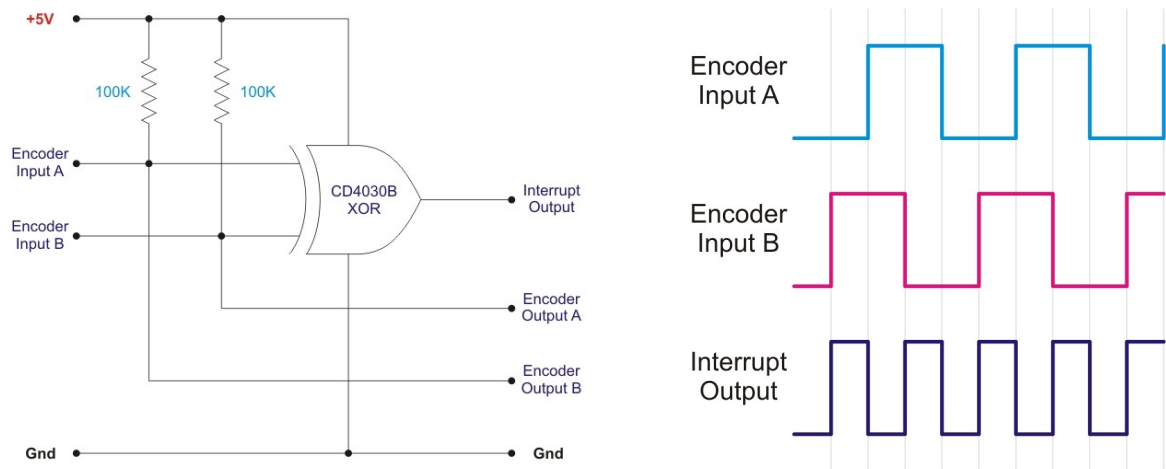 +5V
100K
100K
Encoder
Input A
Encoder
Input B
CD4030B
XOR
Interrupt
Output
Encoder
Output A
Encoder
Output B
Gnd
Gnd
Encoder
Input A
Encoder
Input B
Interrupt
Output